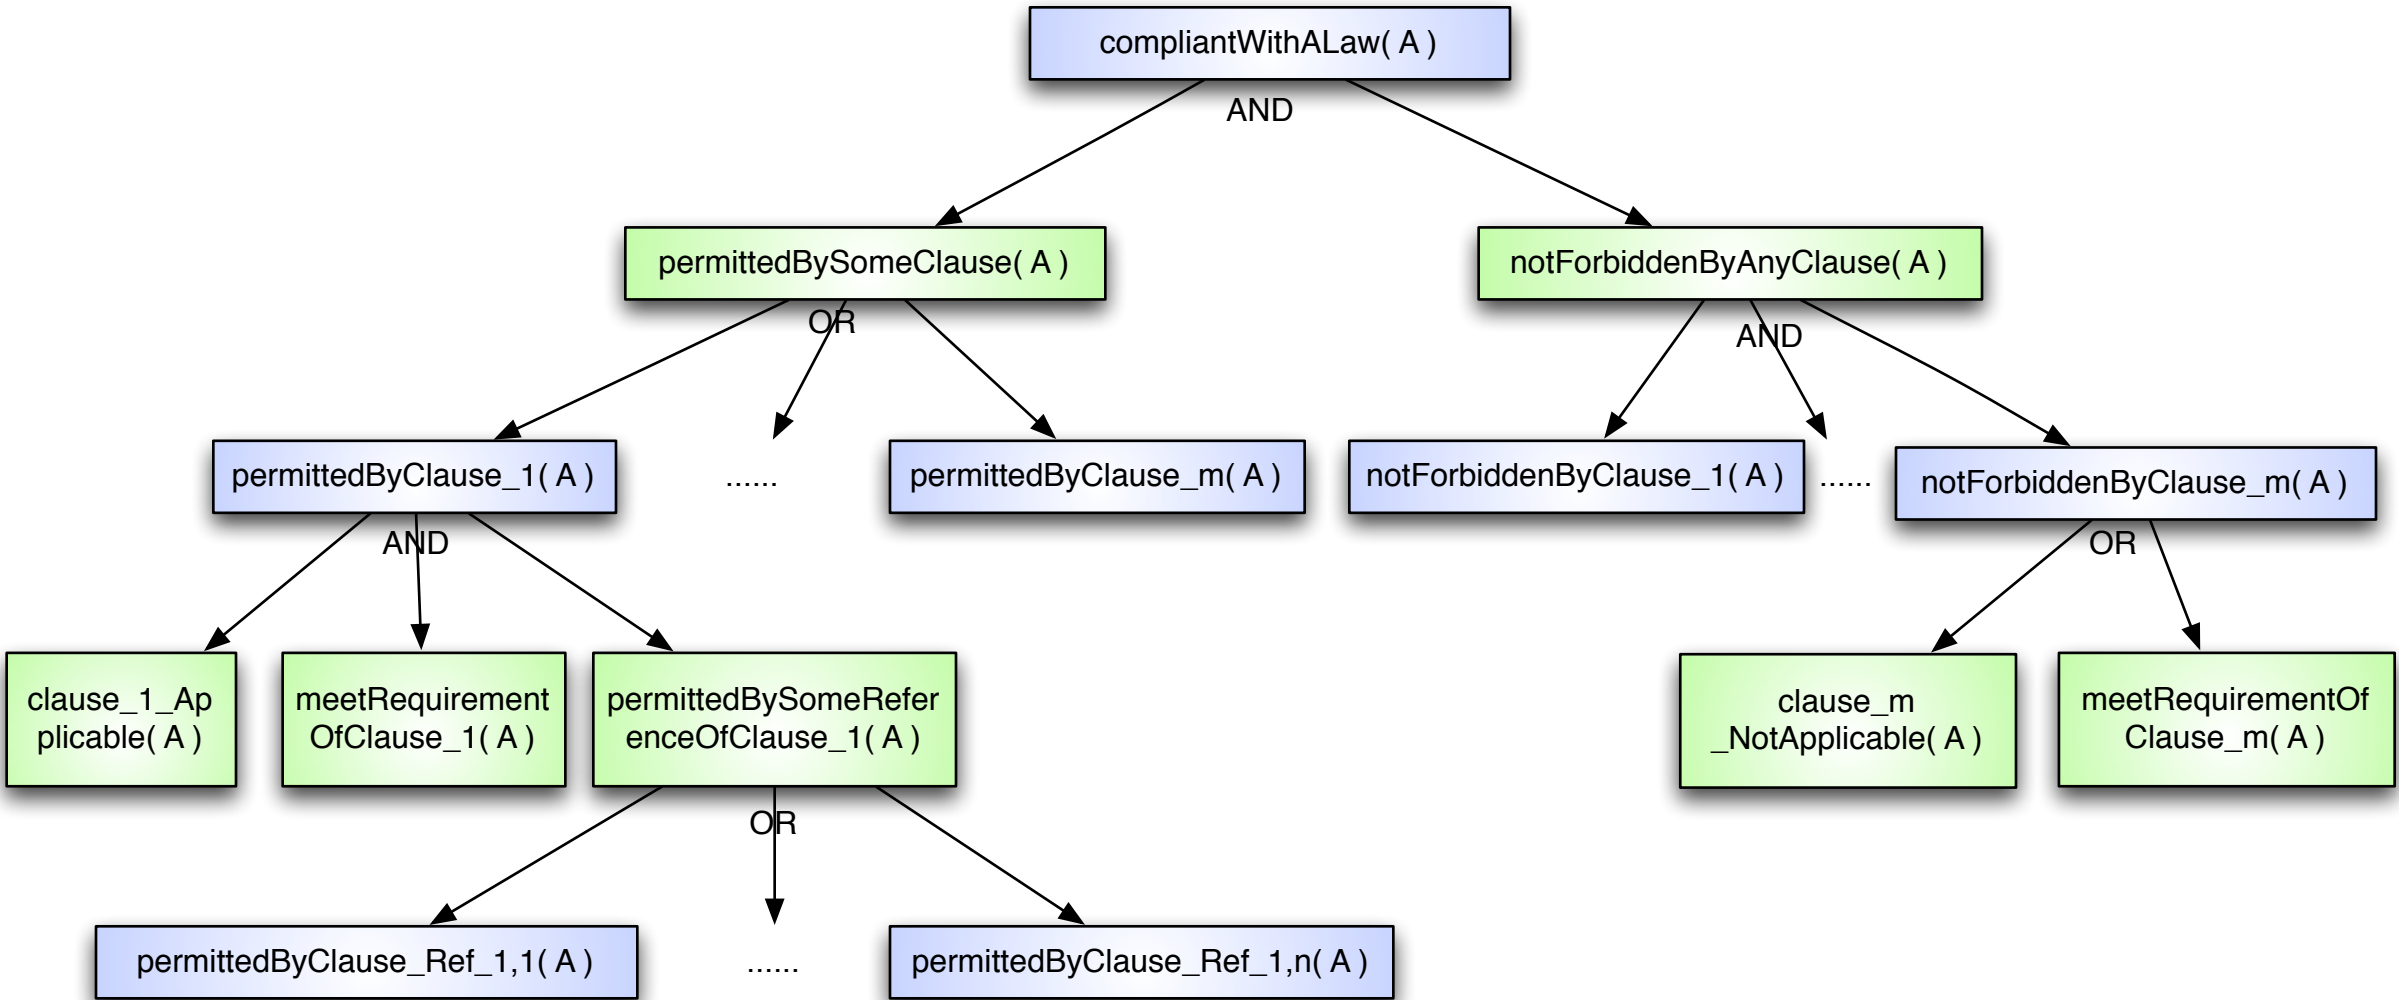 compliantWithALaw( A )
AND
permittedBySomeClause( A )
notForbiddenByAnyClause( A )
OR
AND
permittedByClause_1( A )
......
permittedByClause_m( A )
notForbiddenByClause_1( A )
......
notForbiddenByClause_m( A )
AND
OR
clause_1_Ap
plicable( A )
meetRequirement
OfClause_1( A )
permittedBySomeRefer
enceOfClause_1( A )
clause_m
_NotApplicable( A )
meetRequirementOf
Clause_m( A )
OR
permittedByClause_Ref_1,1( A )
......
permittedByClause_Ref_1,n( A )